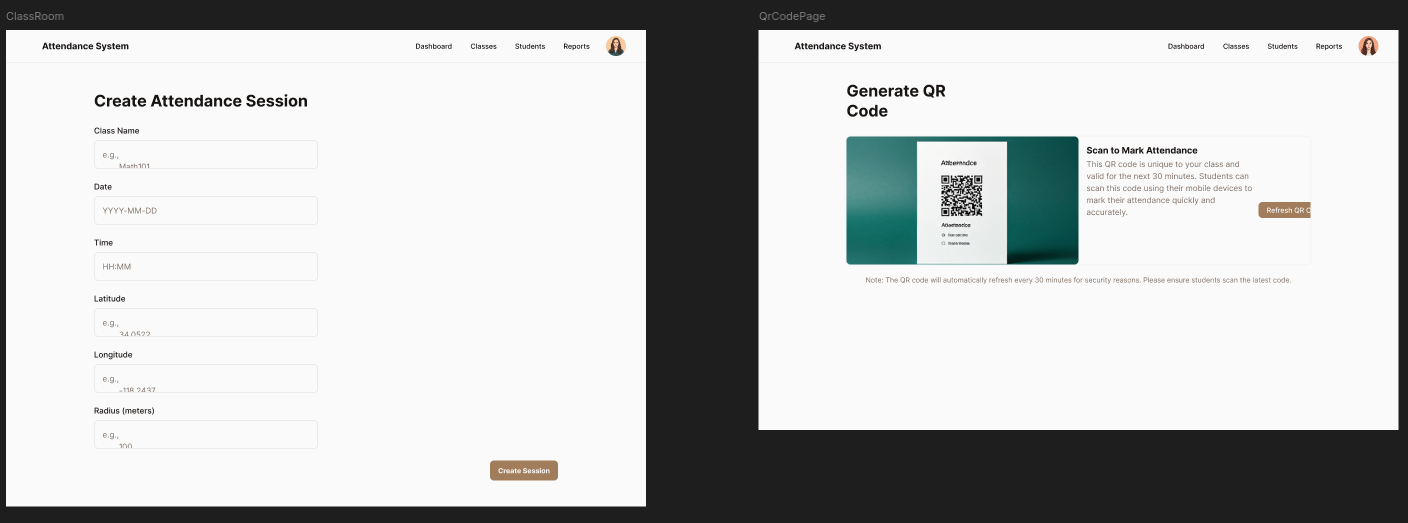 ClassRoom
Attendance System
Dashboard
Classes
Students
Reports
Create Attendance Session
Class Name
e.g.,
Math101
Date
YYYY-MM-DD
Time
HH:MM
Latitude
e.g.,
34.0522
Longitude
e.g.,
-118.2437
Radius (meters)
e.g.,
100
Create Session
QrCodePage
Attendance System
Dashboard
Classes
Students
Reports
Generate QR
Code
Scan to Mark Attendance
This QR code is unique to your class and
valid for the next 30 minutes. Students can
scan this code using their mobile devices to
mark their attendance quickly and
accurately.
Refresh QR C
Note: The QR code will automatically refresh every 30 minutes for security reasons. Please ensure students scan the latest code.